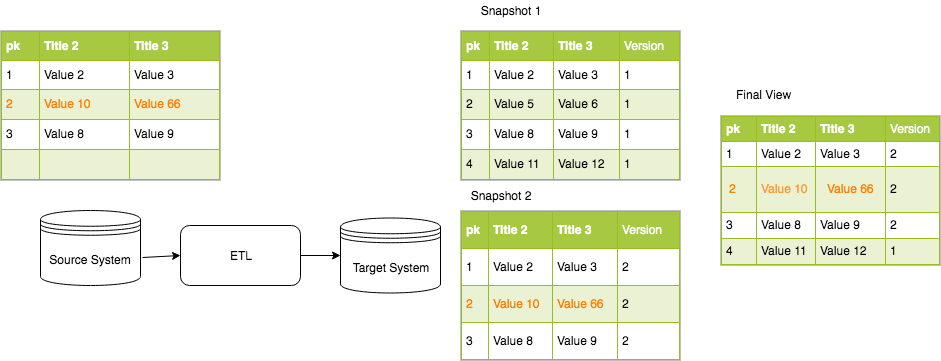 pk Title 2 Title 3
1 Value 2 Value 3
2 Value 10 Value 66
3 Value 8 Value 9
Source System
ETL
Target System
Snapshot 1
pk Title 2 Title 3 Version
1 Value 2 Value 3 1
2 Value 5 Value 6 1
3 Value 8 Value 9 1
4 Value 11 Value 12 1
Snapshot 2
pk Title 2 Title 3 Version
1 Value 2 Value 3 2
2 Value 10 Value 66 2
3 Value 8 Value 9 2
Final View
pk Title 2 Title 3 Version
1 Value 2 Value 3 2
2 Value 10 Value 66 2
3 Value 8 Value 9 2
4 Value 11 Value 12 1